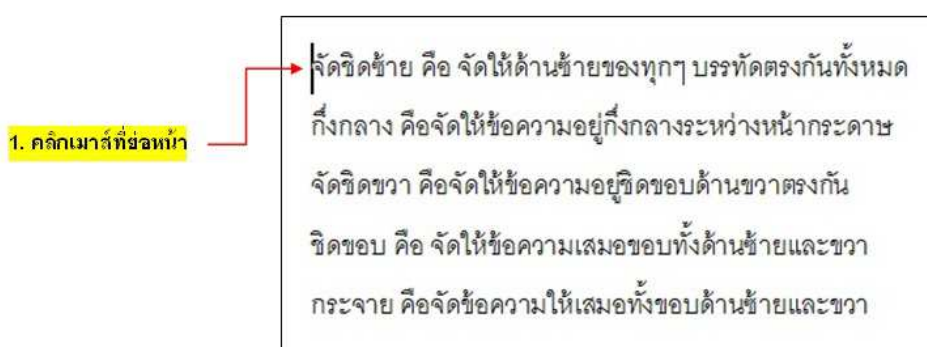 จัดชิดซ้าย คือ จัดให้ด้านซ้ายของทุกๆ บรรทัดตรงกันทั้งหมด
1. คลิกเมาส์ที่ย่อหน้า
กึ่งกลาง คือจัดให้ข้อความอยู่กึ่งกลางระหว่างหน้ากระดาษ
จัดชิดขวา คือจัดให้ข้อความอยู่ชิดขอบด้านขวาตรงกัน
ชิดขอบ คือ จัดให้ข้อความเสมอขอบทั้งด้านซ้ายและขวา
กระจาย คือจัดข้อความให้เสมอทั้งขอบด้านซ้ายและขวา